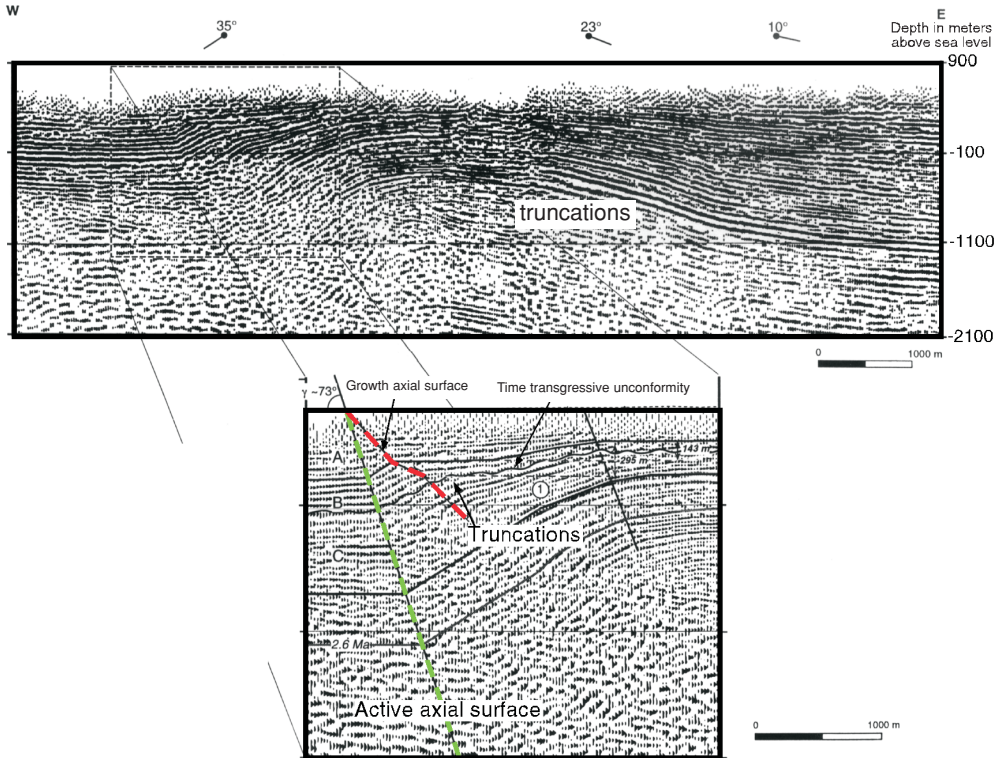 W
35°
23°
10°
E
Depth in meters
above sea level
900
-100
truncations
-1100
-2100
0 1000 m
γ ~73°
Growth axial surface
Time transgressive unconformity
A
143 m
295 m
1
B
Truncations
C
2.6 Ma
Active axial surface
0 1000 m